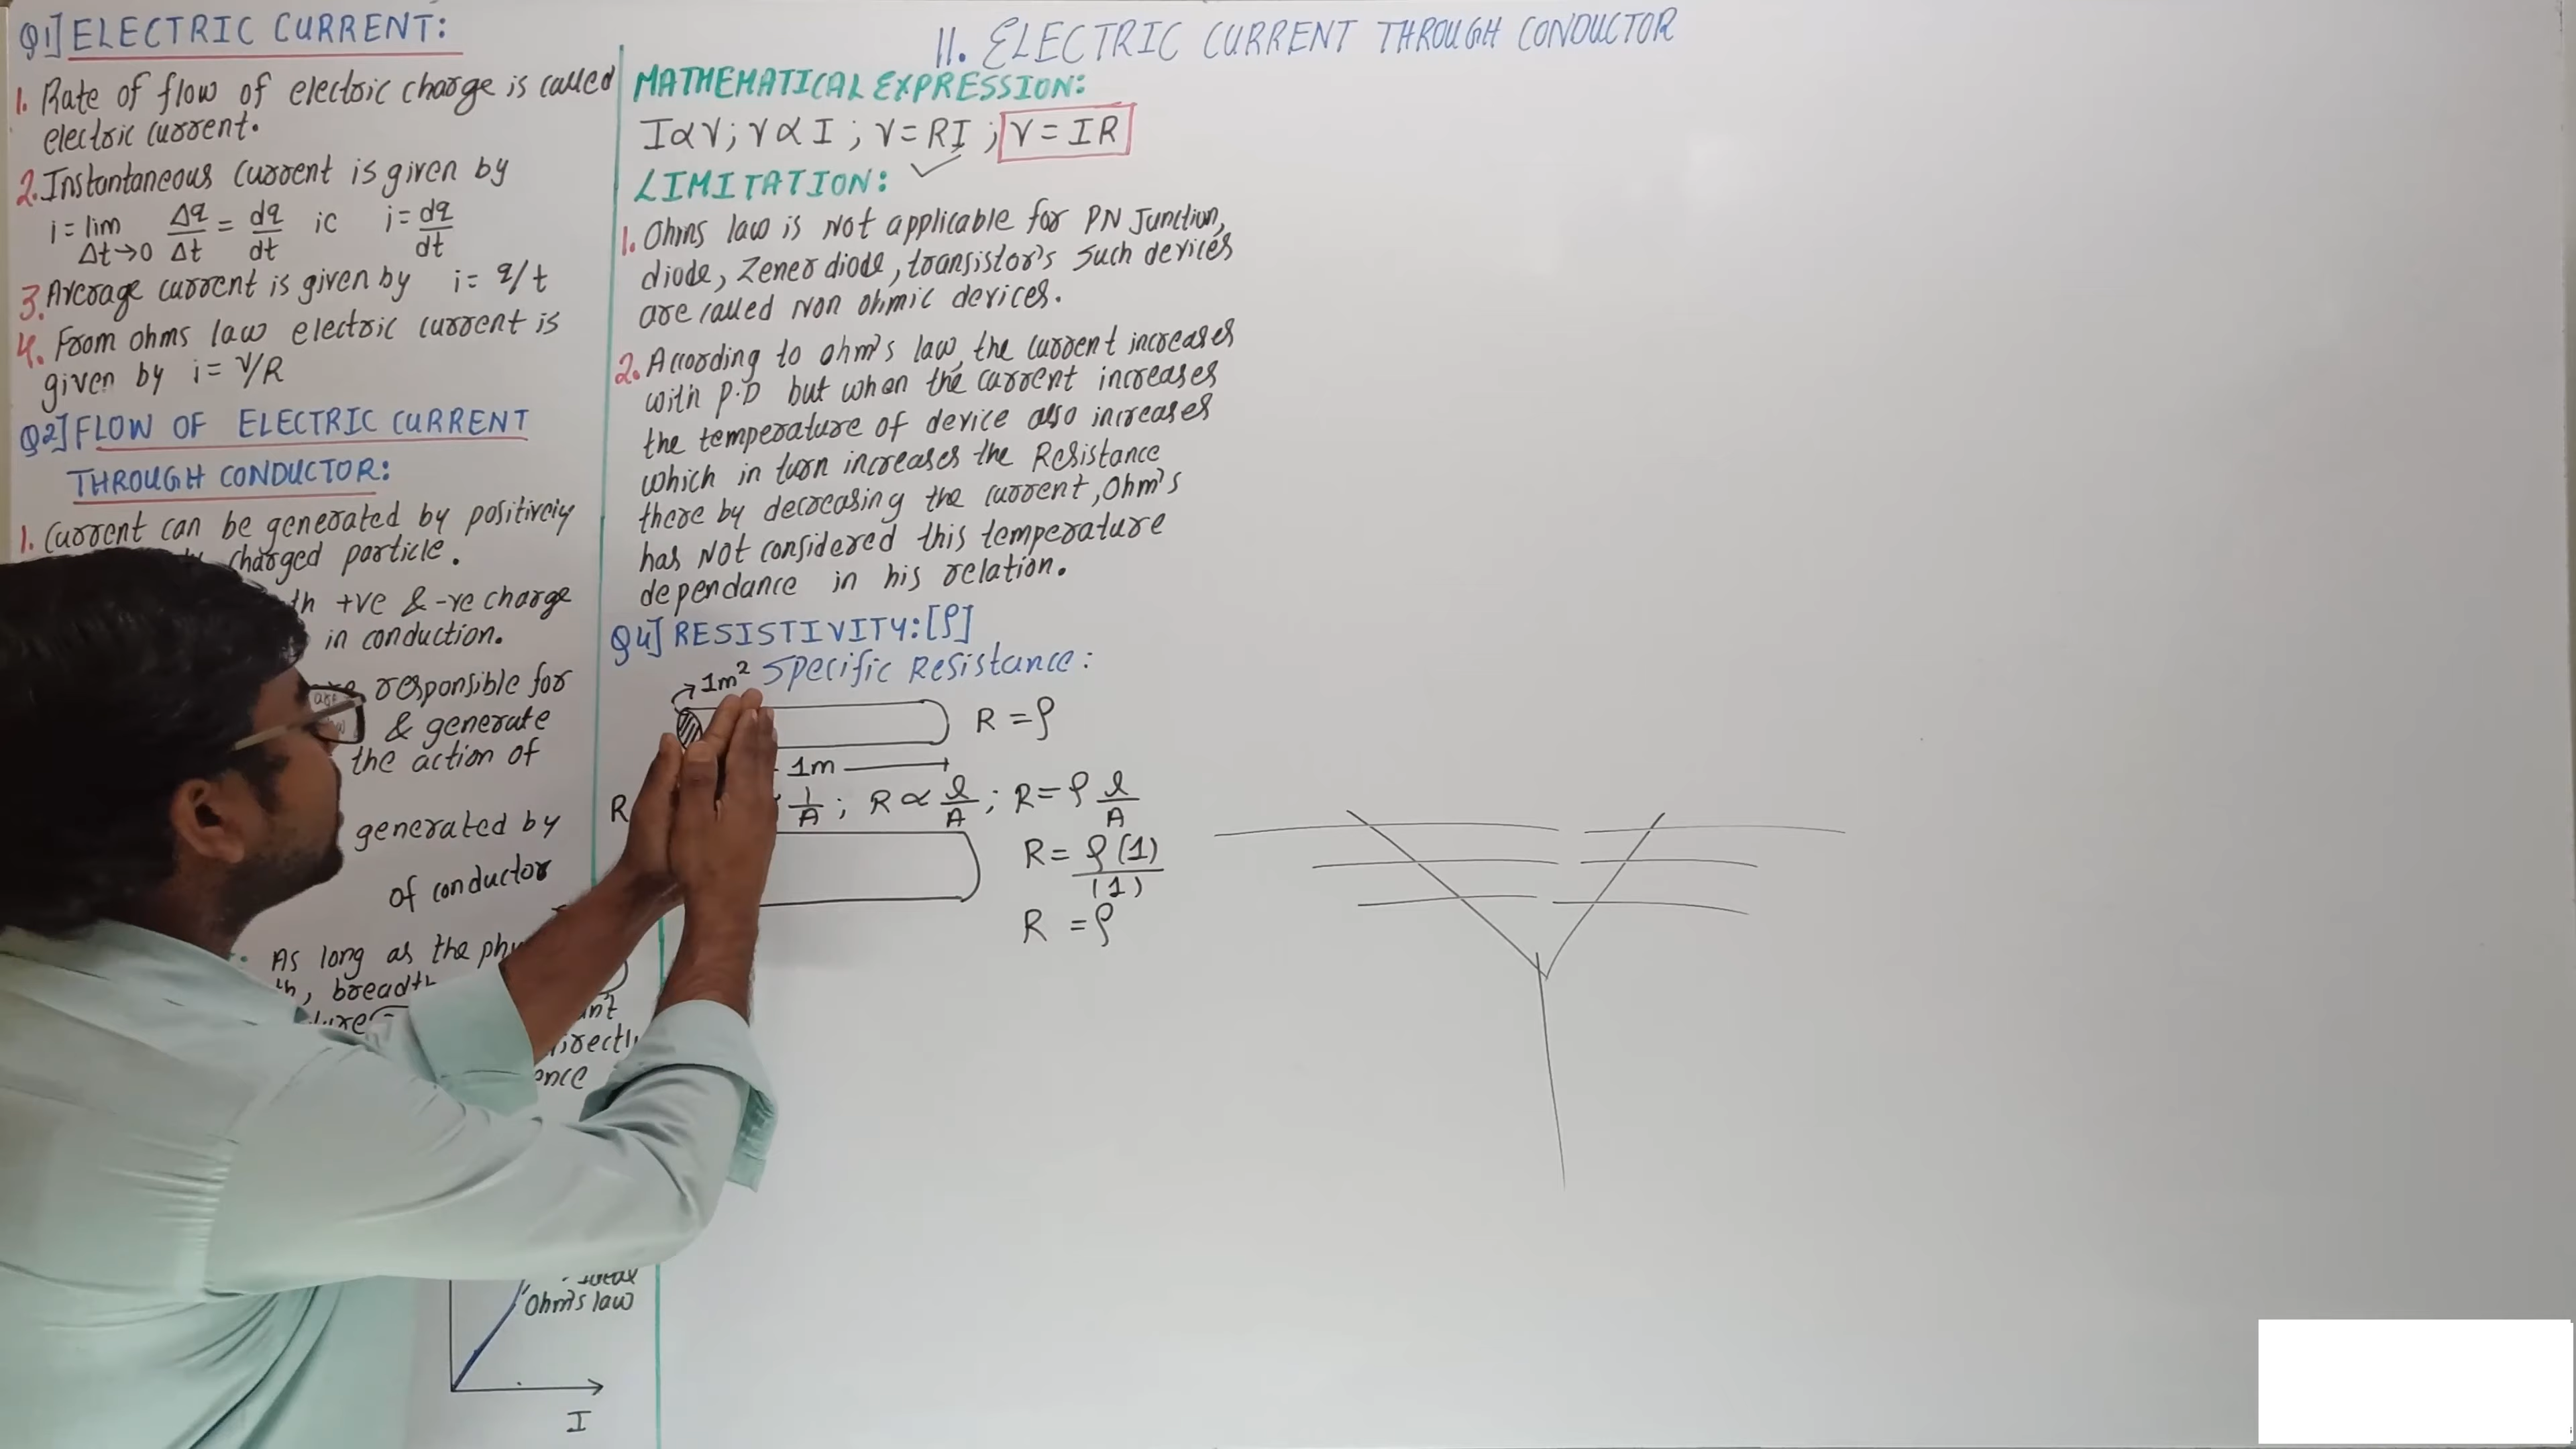 11. ELECTRIC CURRENT THROUGH CONDUCTOR
Q1] ELECTRIC CURRENT:
1. Rate of flow of electric charge is called
electric current.
2. Instantaneous current is given by
i = lim Δt→0 Δq/Δt = dq/dt ie i = dq/dt
3. Average current is given by i = q/t
4. From ohms law electric current is
given by i = V/R
Q2] FLOW OF ELECTRIC CURRENT
THROUGH CONDUCTOR:
1. Current can be generated by positively
charged particle.
+ve & -ve charge
in conduction.
responsible for
& generate
the action of
generated by
of conductor
As long as the
breadth
Ohm's law
I
MATHEMATICAL EXPRESSION:
I∝V; V∝I; V=RI; V=IR
LIMITATION:
1. Ohms law is Not applicable for PN Junction,
diode, Zener diode, transistor's such devices
are called Non ohmic devices.
2. According to ohm's law, the current increases
with P.D but when the current increases
the temperature of device also increases
which in turn increases the Resistance
there by decreasing the current, Ohm's
has Not considered this temperature
dependance in his relation.
Q4] RESISTIVITY: [ρ]
Specific Resistance:
1m²
R = ρ
1m
R 1/A; R ∝ l/A; R = ρ l/A
R = ρ(1)/(1)
R = ρ